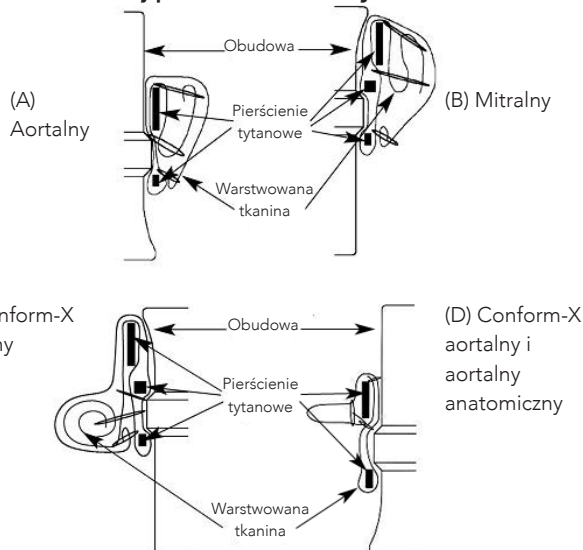 Obudowa
(A)
Aortalny
Pierścienie
tytanowe
(B) Mitralny
Warstwowana
tkanina
Obudowa
(D) Conform-X
aortalny i
aortalny
anatomiczny
Pierścienie
tytanowe
Warstwowana
tkanina